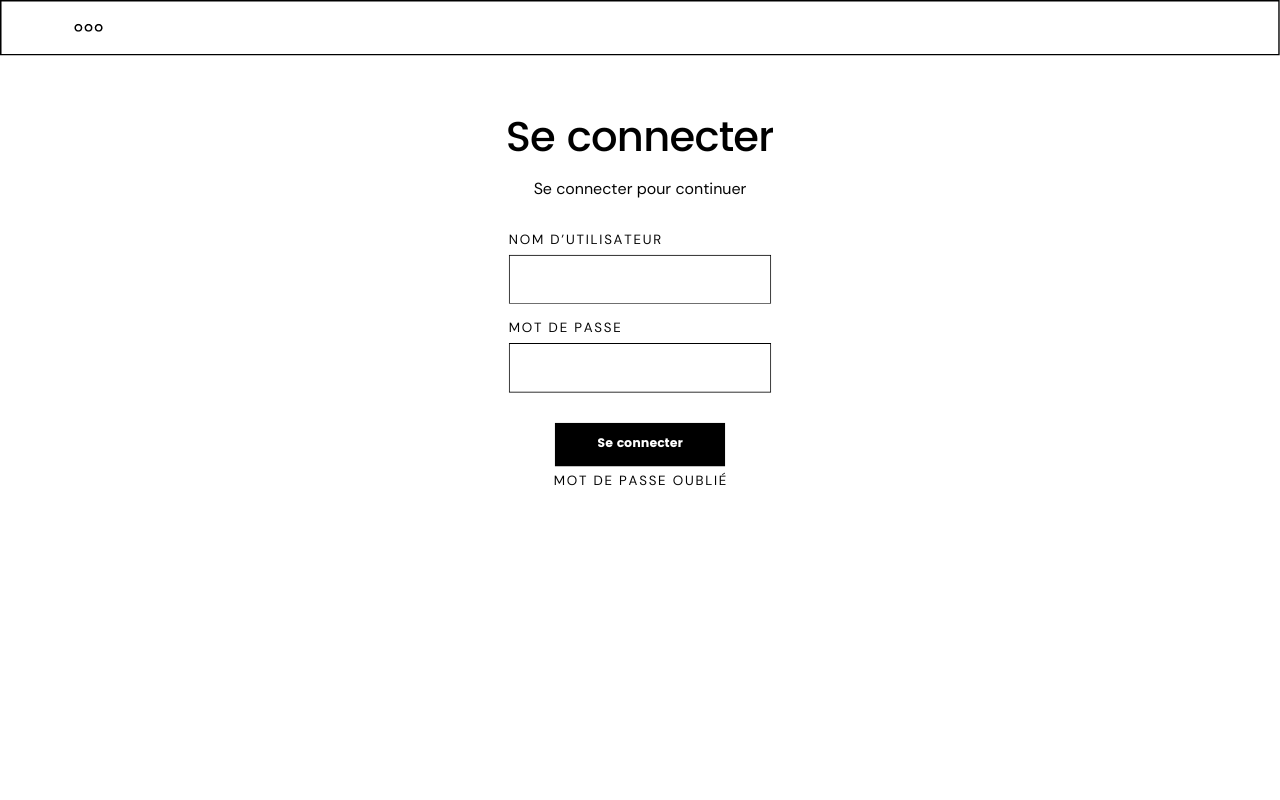 Se connecter
Se connecter pour continuer
NOM D’UTILISATEUR
MOT DE PASSE
Se connecter
MOT DE PASSE OUBLIÉ